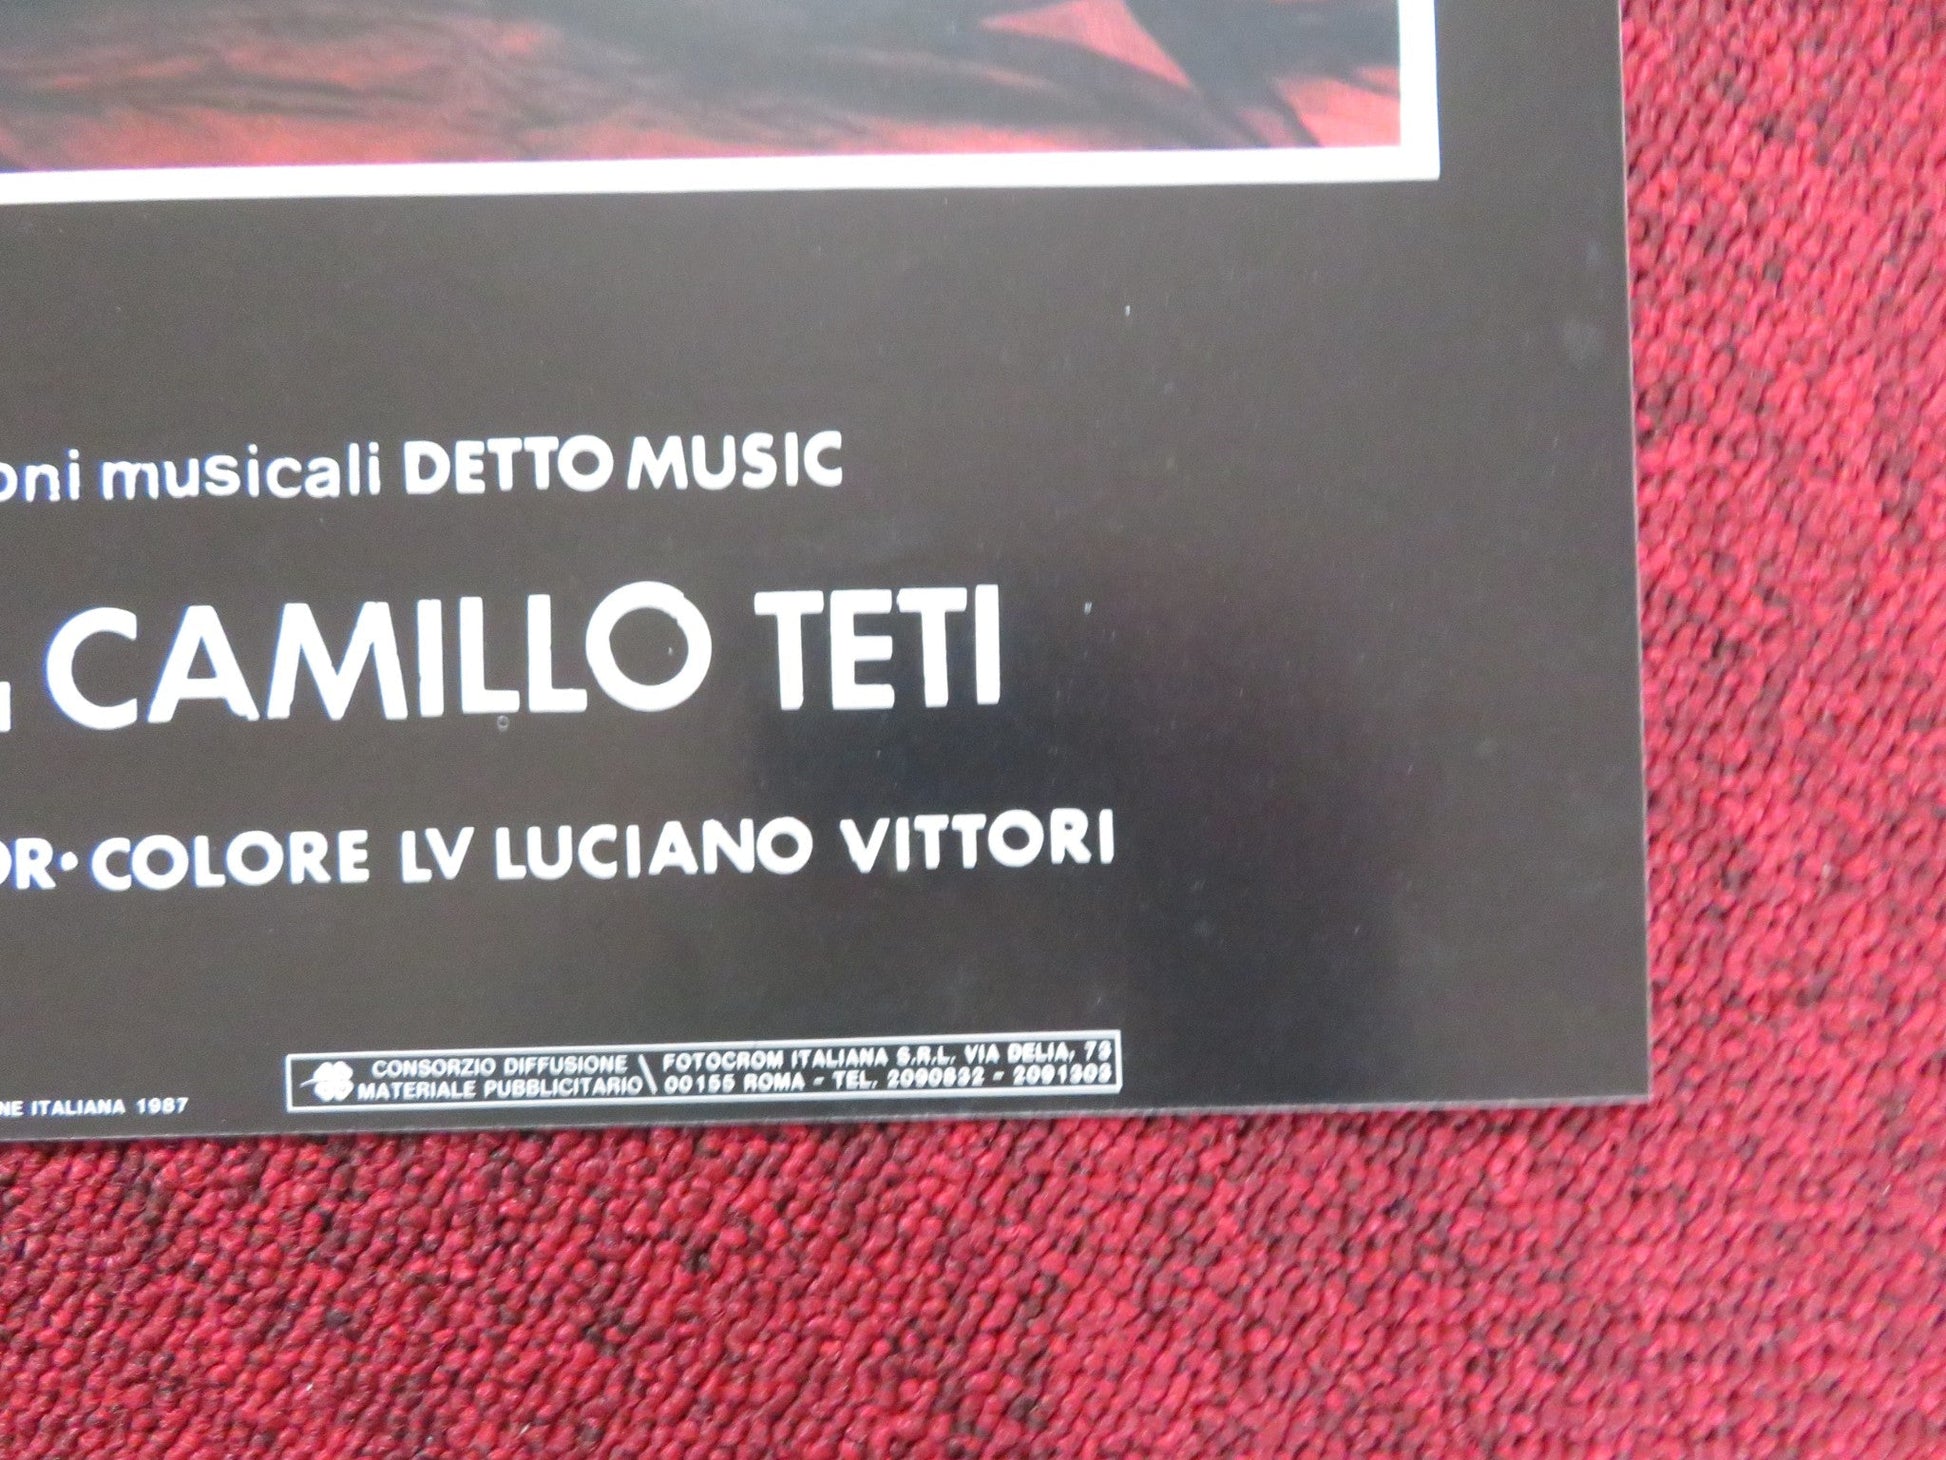 oni musicali DETTO MUSIC
CAMILLO TETI
OR · COLORE LV LUCIANO VITTORI
CONSORZIO DIFFUSIONE \ FOTOCROM ITALIANA S.R.L. VIA DELIA, 73
MATERIALE PUBBLICITARIO \ 00155 ROMA - TEL. 2090832 - 2091303
NE ITALIANA 1987